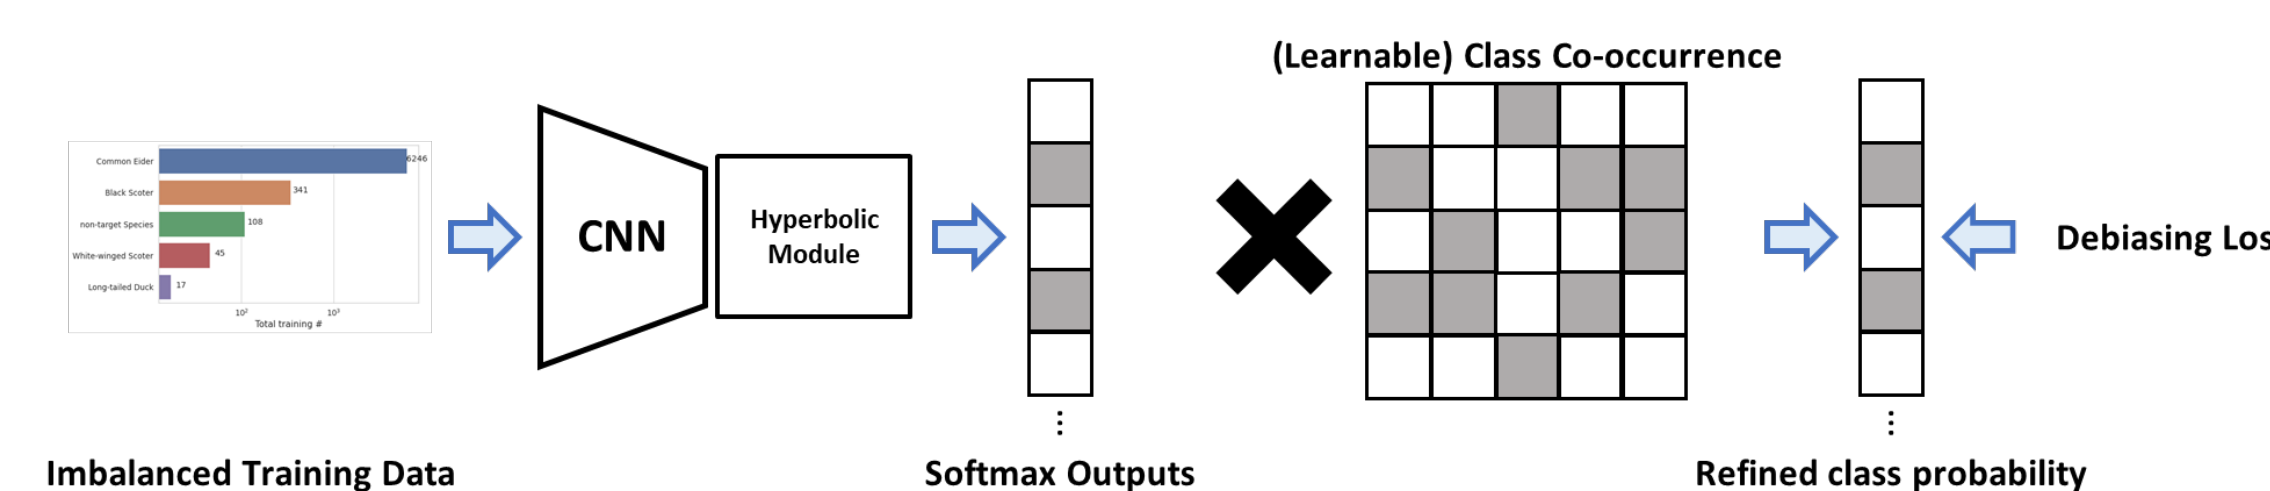 (Learnable) Class Co-occurrence
Common Eider
6246
Black Scoter
341
non-target Species
108
White-winged Scoter
45
Long-tailed Duck
17
10²
10³
Total training #
CNN
Hyperbolic
Module
Debiasing Los
⋮
⋮
Imbalanced Training Data
Softmax Outputs
Refined class probability